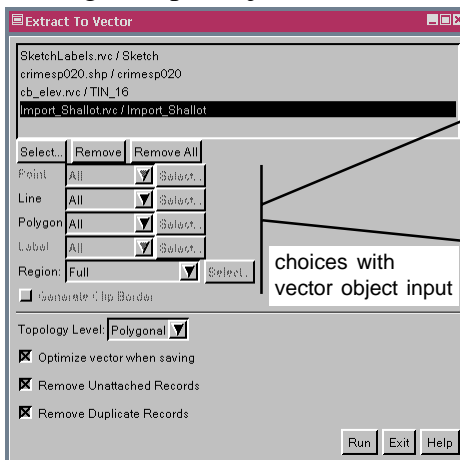 Extract To Vector
SketchLabels.rvc / Sketch
crimesp020.shp / crimesp020
cb_elev.rvc / TIN_16
Import_Shallot.rvc / Import_Shallot
Select... Remove Remove All
Point All Select..
Line All Select..
Polygon All Select..
Label All Select..
Region: Full Select..
Generate Clip Border
choices with
vector object input
Topology Level: Polygonal
Optimize vector when saving
Remove Unattached Records
Remove Duplicate Records
Run Exit Help